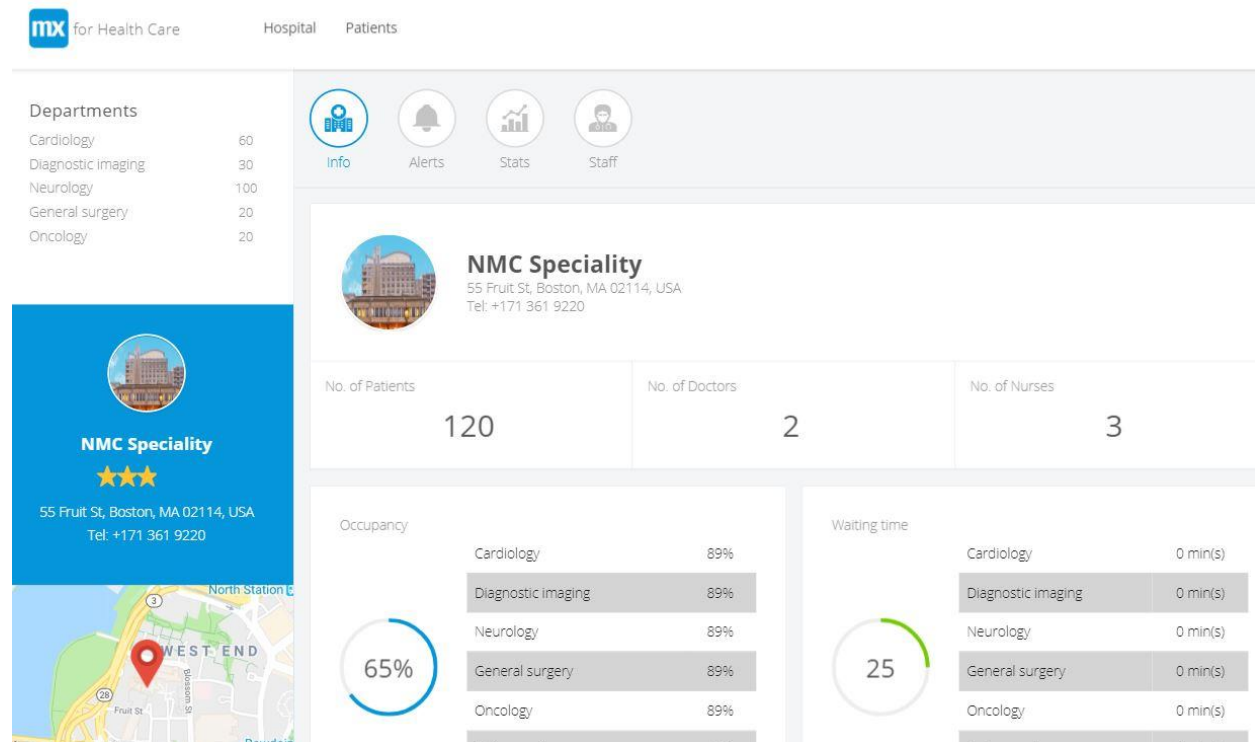 mx for Health Care
Hospital Patients
Departments
Cardiology 60
Diagnostic imaging 30
Neurology 100
General surgery 20
Oncology 20
NMC Speciality
55 Fruit St, Boston, MA 02114, USA
Tel: +171 361 9220
North Station
3
WEST END
Blossom St
28
Fruit St
Info Alerts Stats Staff
NMC Speciality
55 Fruit St, Boston, MA 02114, USA
Tel: +171 361 9220
No. of Patients
120
No. of Doctors
2
No. of Nurses
3
Occupancy
65%
Cardiology 89%
Diagnostic imaging 89%
Neurology 89%
General surgery 89%
Oncology 89%
Waiting time
25
Cardiology 0 min(s)
Diagnostic imaging 0 min(s)
Neurology 0 min(s)
General surgery 0 min(s)
Oncology 0 min(s)